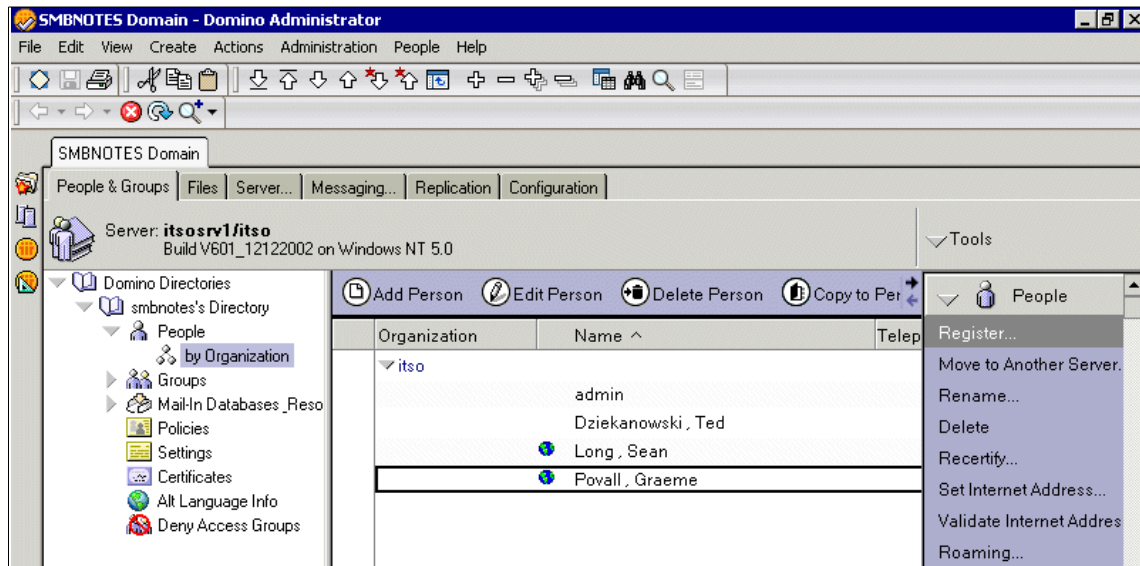 SMBNOTES Domain - Domino Administrator
File Edit View Create Actions Administration People Help
SMBNOTES Domain
People & Groups Files Server... Messaging... Replication Configuration
Server: itsosrv1/itso
Build V601_12122002 on Windows NT 5.0
Tools
Domino Directories
smbnotes's Directory
People
by Organization
Groups
Mail-In Databases_Reso
Policies
Settings
Certificates
Alt Language Info
Deny Access Groups
Add Person Edit Person Delete Person Copy to Per
Organization Name Telep
itso
admin
Dziekanowski , Ted
Long , Sean
Povall , Graeme
People
Register...
Move to Another Server.
Rename...
Delete
Recertify...
Set Internet Address...
Validate Internet Addres
Roaming...